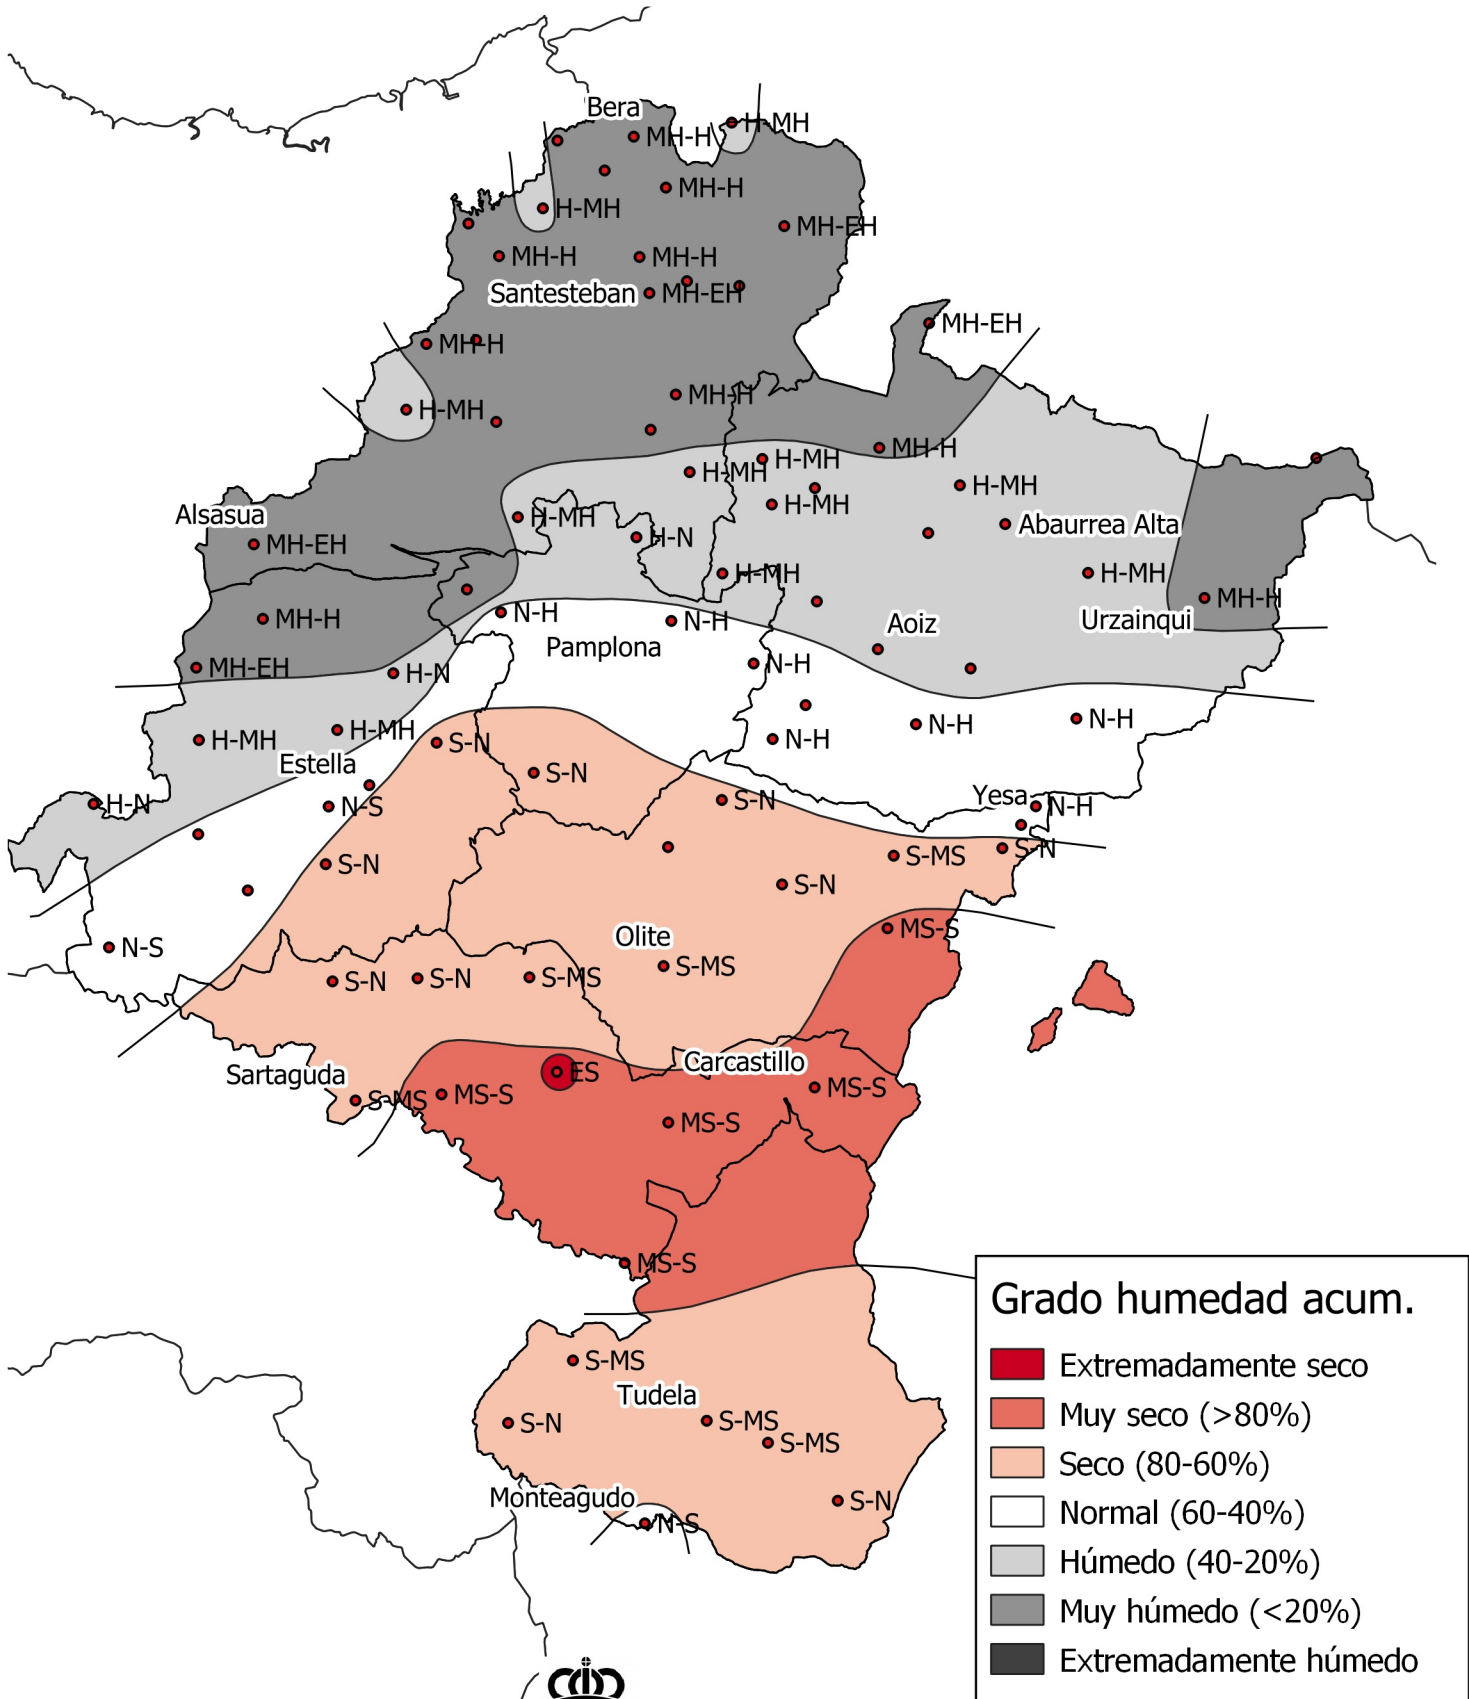 Bera
MH-H
H-MH
MH-H
H-MH
MH-EH
MH-H
MH-H
Santesteban
MH-EH
MH-EH
MH-H
MH-H
H-MH
MH-H
H-MH
H-MH
H-MH
H-MH
Alsasua
H-MH
Abaurrea Alta
H-N
MH-EH
H-MH
H-MH
MH-H
MH-H
N-H
N-H
Aoiz
Urzainqui
Pamplona
MH-EH
H-N
N-H
H-MH
H-MH
N-H
N-H
N-H
S-N
Estella
S-N
H-N
N-S
S-N
Yesa
N-H
S-N
S-N
S-MS
S-N
S-N
MS-S
Olite
N-S
S-MS
S-N
S-N
S-MS
Carcastillo
Sartaguda
ES
S-MS
MS-S
MS-S
MS-S
MS-S
S-MS
Tudela
S-N
S-MS
S-MS
Monteagudo
S-N
N-S
Grado humedad acum.
Extremadamente seco
Muy seco (>80%)
Seco (80-60%)
Normal (60-40%)
Húmedo (40-20%)
Muy húmedo (<20%)
Extremadamente húmedo